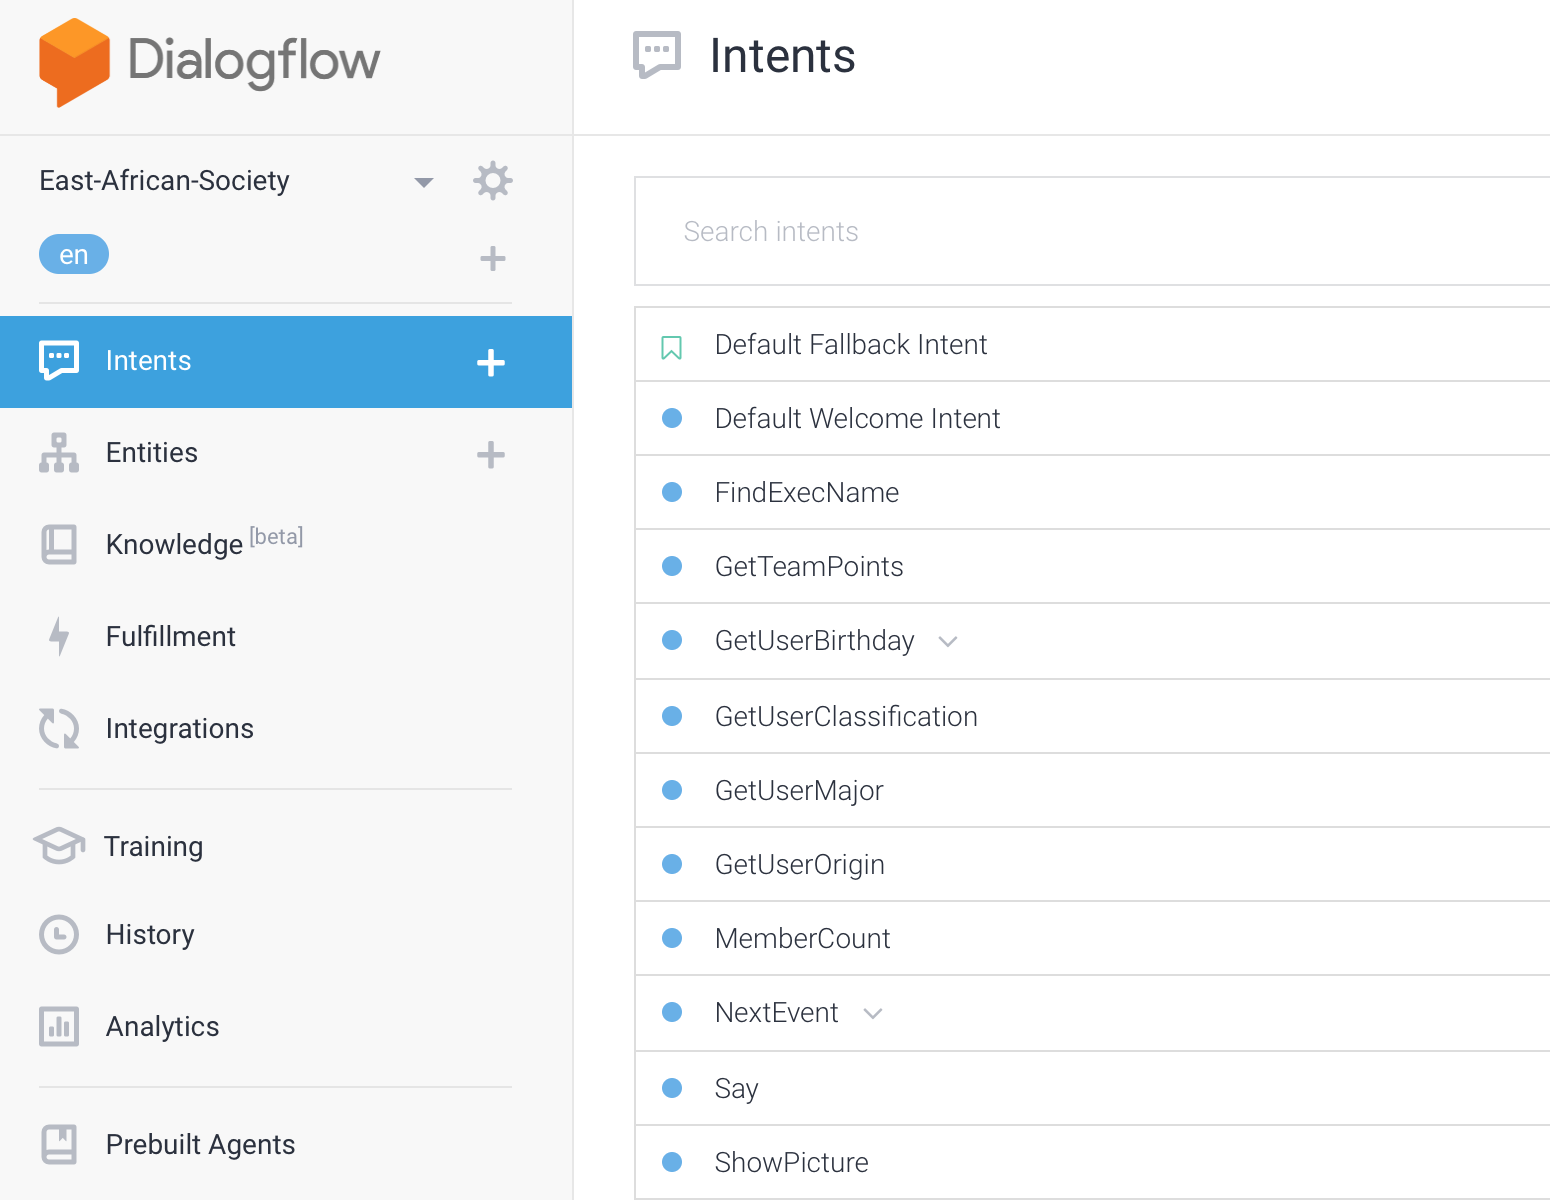 Dialogflow
East-African-Society
en
Intents
Entities
Knowledge [beta]
Fulfillment
Integrations
Training
History
Analytics
Prebuilt Agents
Intents
Search intents
Default Fallback Intent
Default Welcome Intent
FindExecName
GetTeamPoints
GetUserBirthday
GetUserClassification
GetUserMajor
GetUserOrigin
MemberCount
NextEvent
Say
ShowPicture